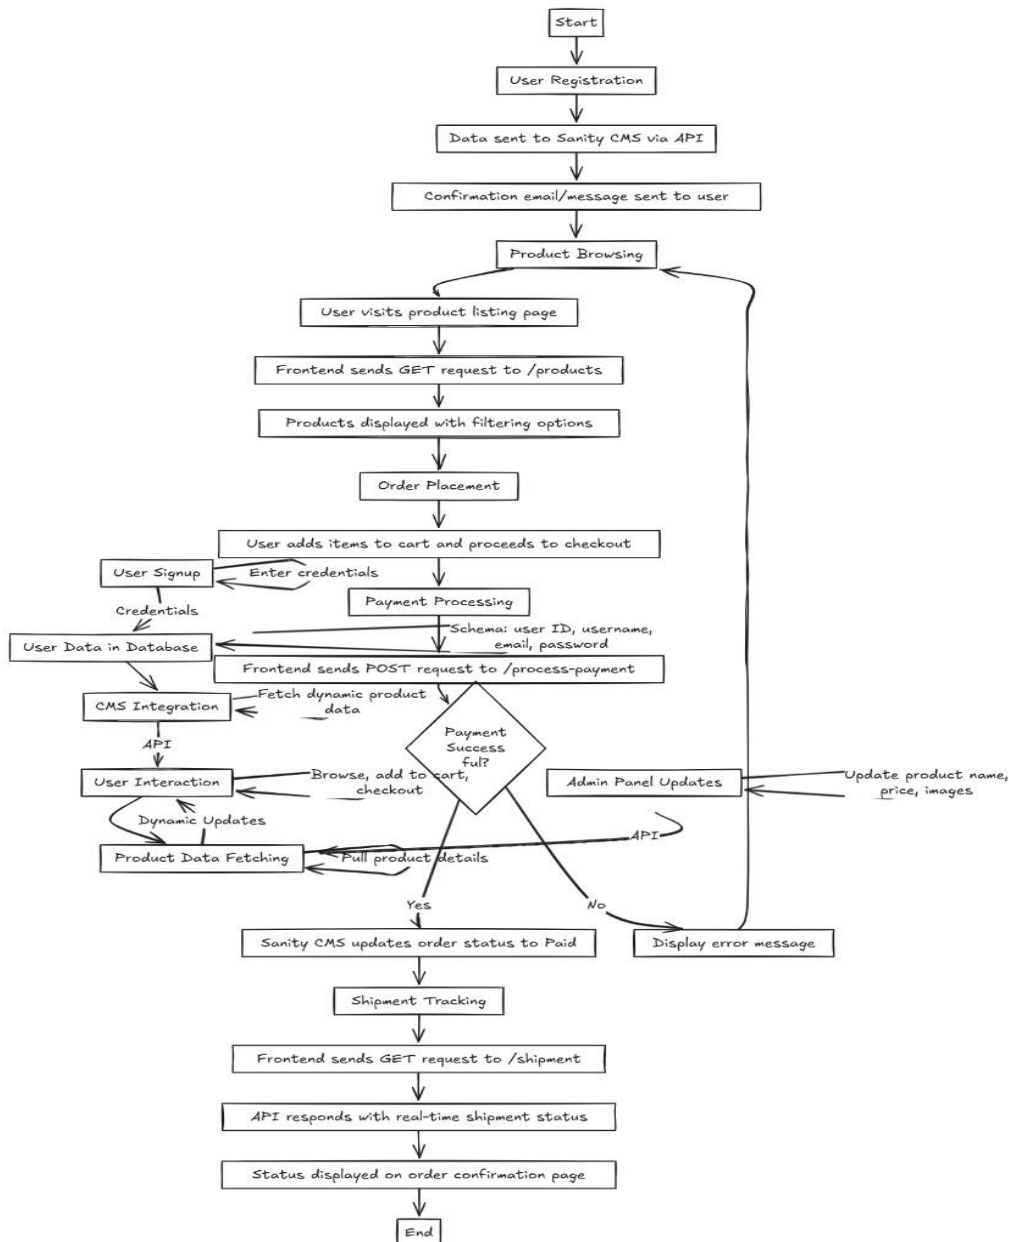 Start
User Registration
Data sent to Sanity CMS via API
Confirmation email/message sent to user
Product Browsing
User visits product listing page
Frontend sends GET request to /products
Products displayed with filtering options
Order Placement
User adds items to cart and proceeds to checkout
User Signup
Enter credentials
Payment Processing
Credentials
Schema: user ID, username,
email, password
User Data in Database
Frontend sends POST request to /process-payment
CMS Integration
Fetch dynamic product
data
Payment
Success
ful?
API
User Interaction
Browse, add to cart,
checkout
Admin Panel Updates
Update product name,
price, images
Dynamic Updates
API
Product Data Fetching
Pull product details
Yes
No
Sanity CMS updates order status to Paid
Display error message
Shipment Tracking
Frontend sends GET request to /shipment
API responds with real-time shipment status
Status displayed on order confirmation page
End